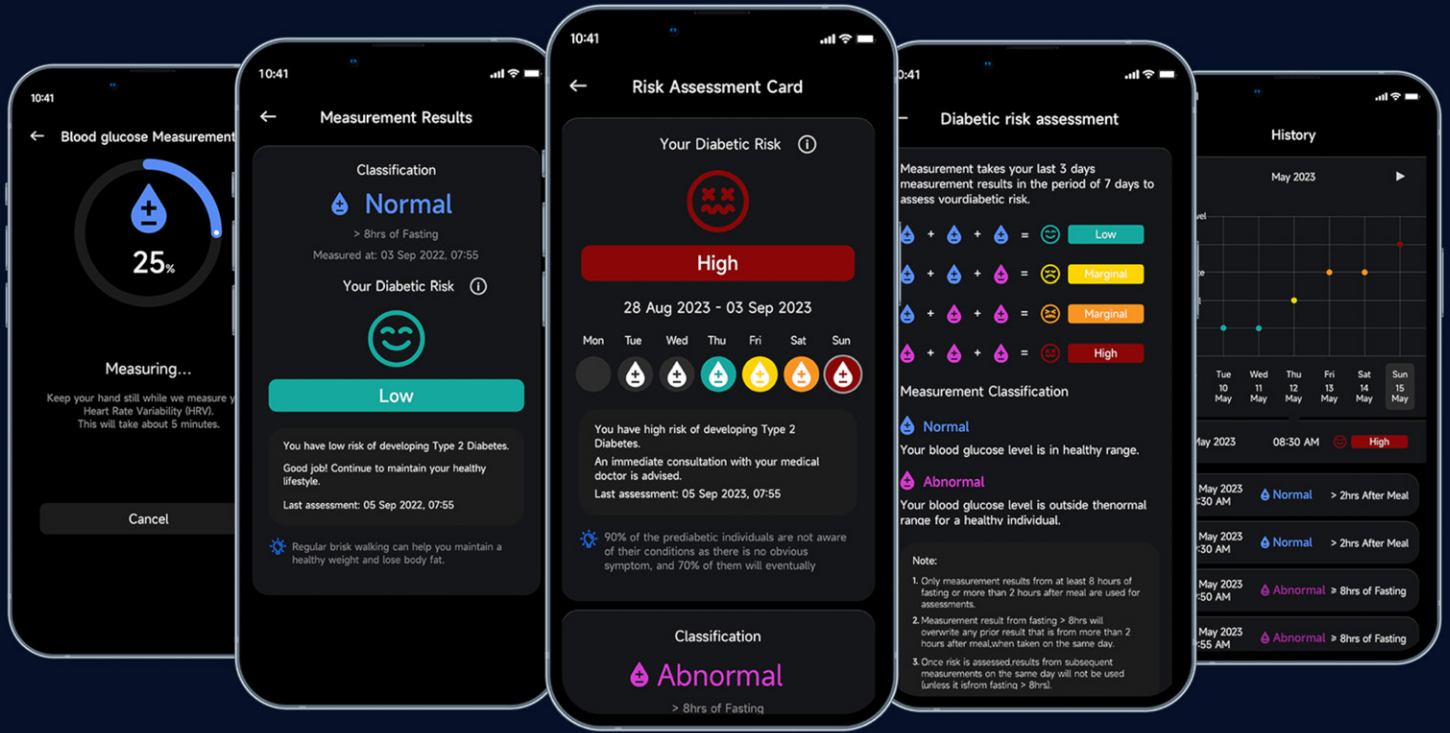 10:41
Blood glucose Measurement
25%
Measuring...
Keep your hand still while we measure
Heart Rate Variability (HRV).
This will take about 5 minutes.
Cancel
10:41
Measurement Results
Classification
Normal
> 8hrs of Fasting
Measured at: 03 Sep 2022, 07:55
Your Diabetic Risk
Low
You have low risk of developing Type 2 Diabetes.
Good job! Continue to maintain your healthy
lifestyle.
Last assessment: 05 Sep 2022, 07:55
Regular brisk walking can help you maintain a
healthy weight and lose body fat.
10:41
Risk Assessment Card
Your Diabetic Risk
High
28 Aug 2023 - 03 Sep 2023
Mon Tue Wed Thu Fri Sat Sun
You have high risk of developing Type 2
Diabetes.
An immediate consultation with your medical
doctor is advised.
Last assessment: 05 Sep 2023, 07:55
90% of the prediabetic individuals are not aware
of their conditions as there is no obvious
symptom, and 70% of them will eventually
Classification
Abnormal
> 8hrs of Fasting
0:41
Diabetic risk assessment
Measurement takes your last 3 days
measurement results in the period of 7 days to
assess vourdiabetic risk.
+ + = Low
+ + = Marginal
+ + = Marginal
+ + = High
Measurement Classification
Normal
Your blood glucose level is in healthy range.
Abnormal
Your blood glucose level is outside thenormal
range for a healthy individual.
Note:
1. Only measurement results from at least 8 hours of
fasting or more than 2 hours after meal are used for
assessments.
2. Measurement result from fasting > 8hrs will
overwrite any prior result that is from more than 2
hours after meal,when taken on the same day.
3. Once risk is assessed,results from subsequent
measurements on the same day will not be used
(unless it isfrom fasting > 8hrs).
History
May 2023
Tue Wed Thu Fri Sat Sun
10 11 12 13 14 15
May May May May May May
May 2023 08:30 AM High
May 2023
:30 AM Normal > 2hrs After Meal
May 2023
:30 AM Normal > 2hrs After Meal
May 2023
:50 AM Abnormal > 8hrs of Fasting
May 2023
:55 AM Abnormal > 8hrs of Fasting